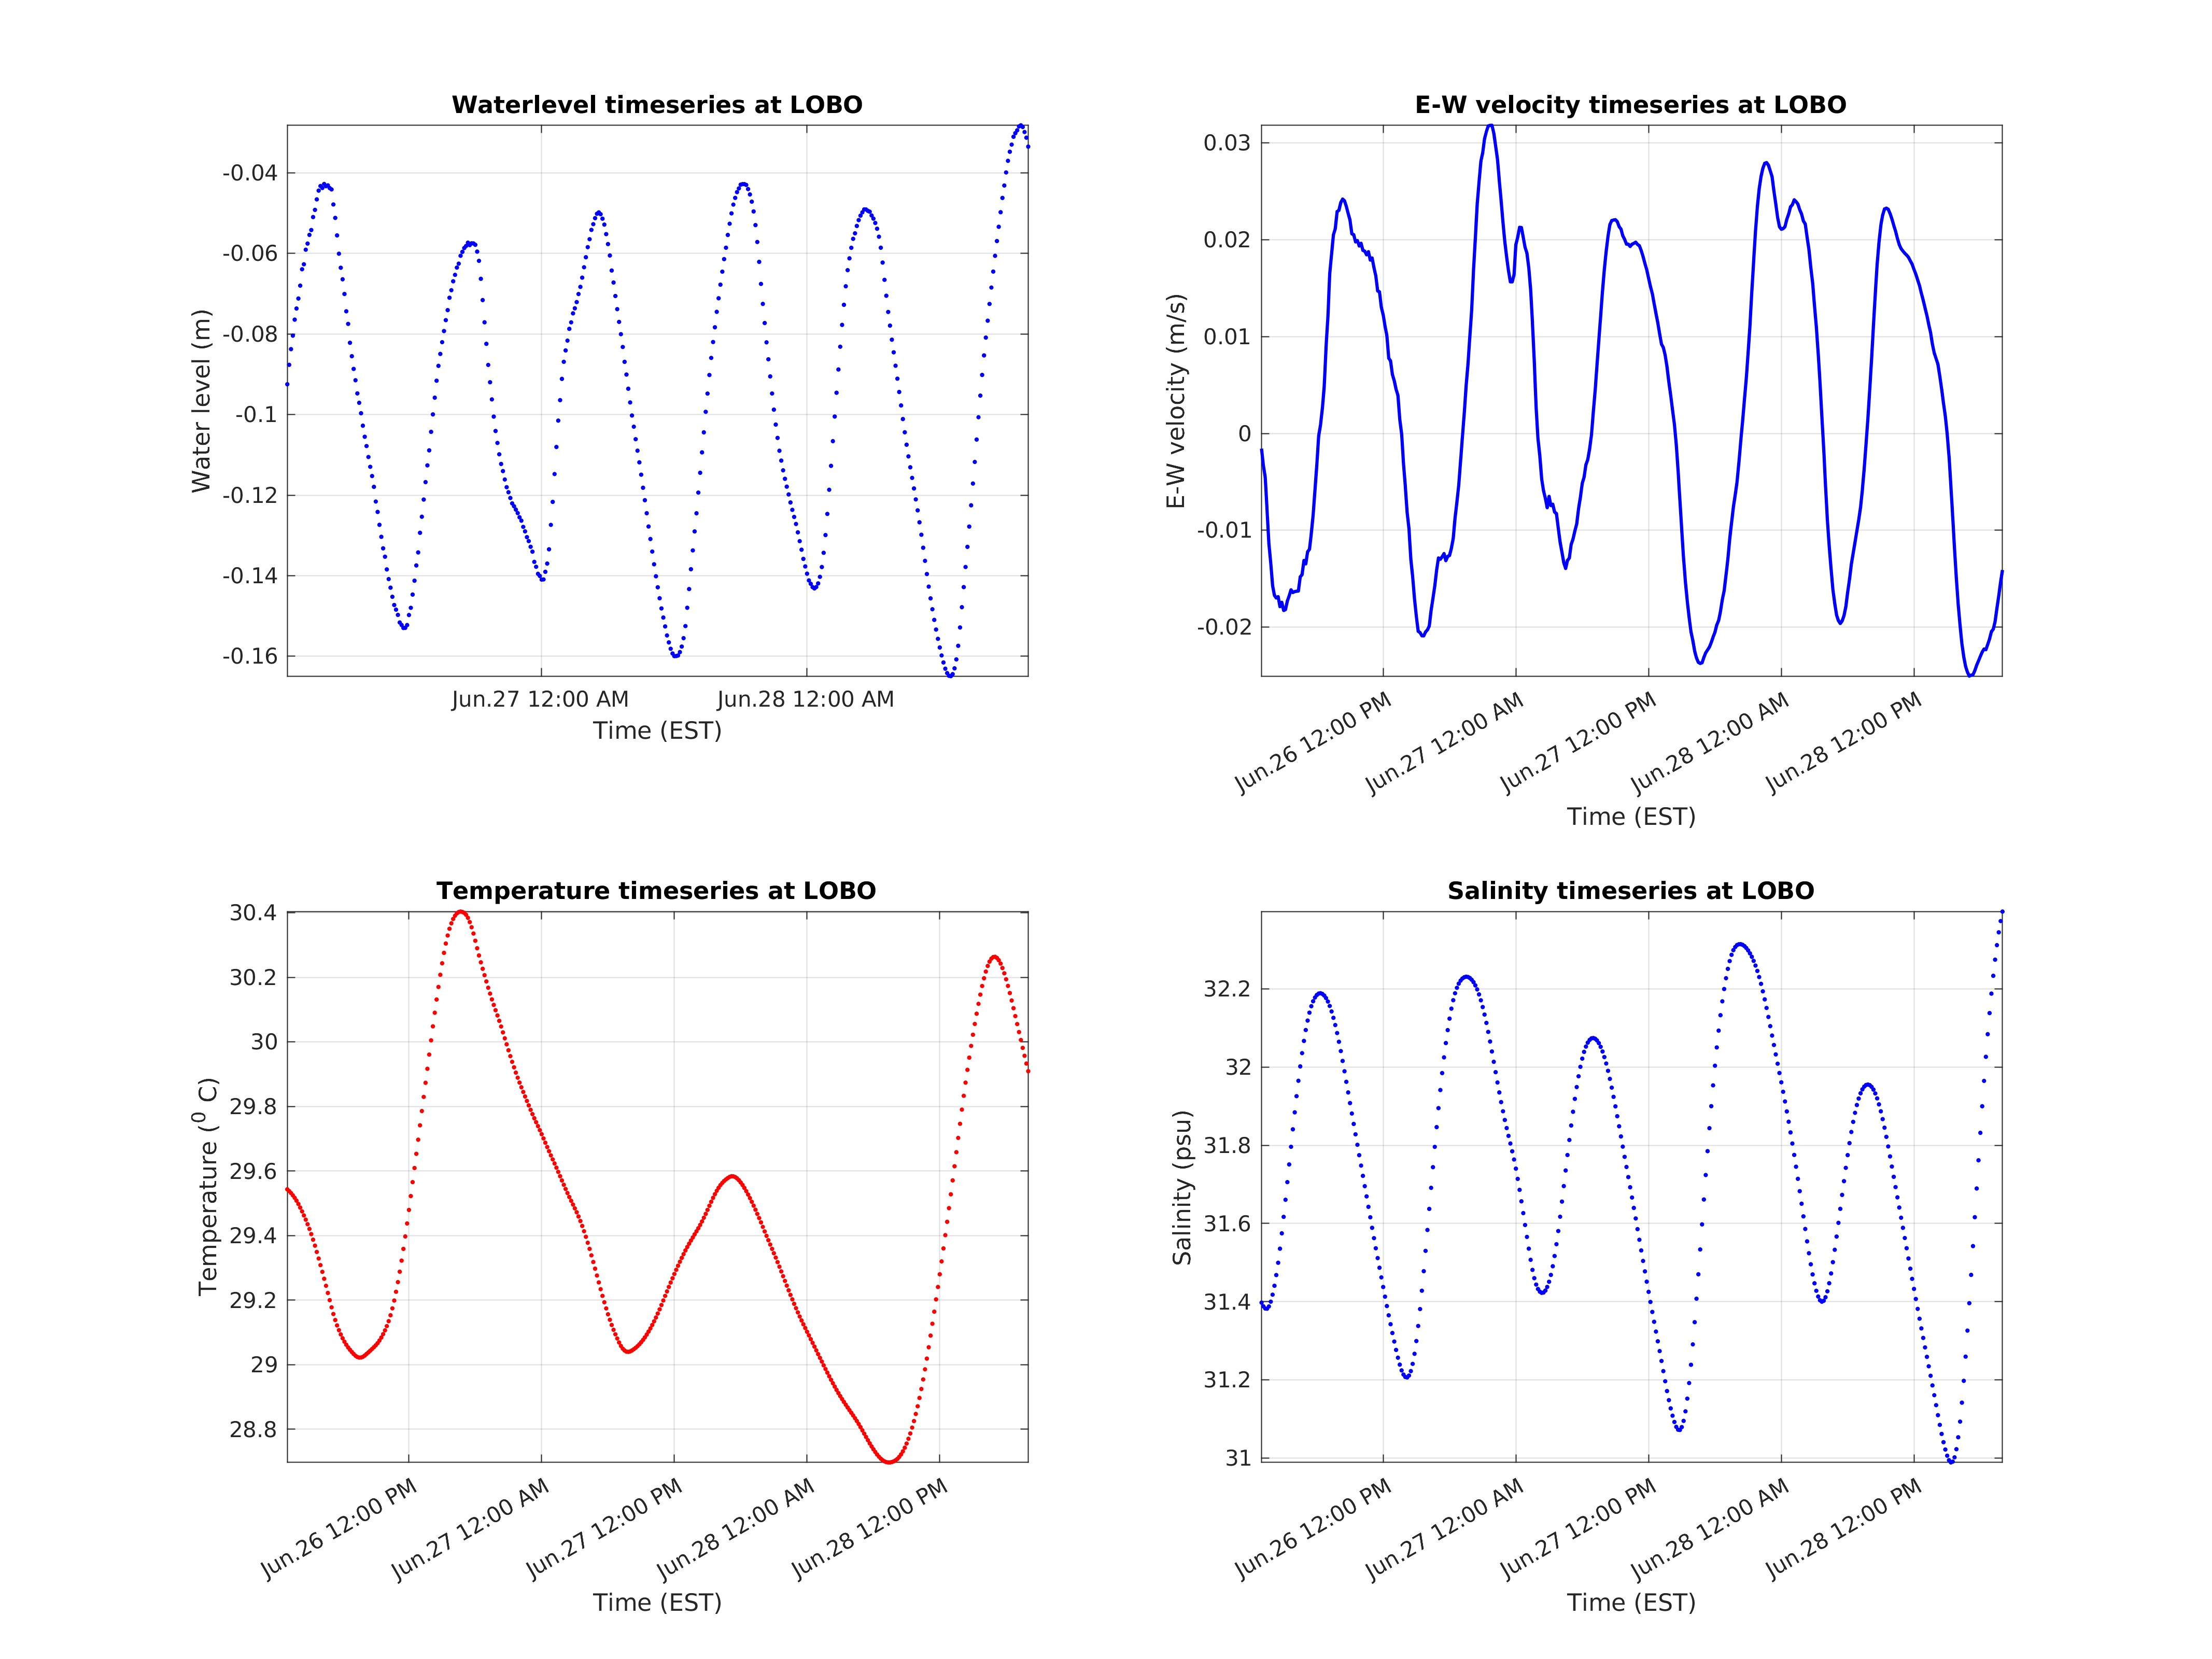 Waterlevel timeseries at LOBO
-0.04
-0.06
-0.08
-0.1
-0.12
-0.14
-0.16
Water level (m)
Jun.27 12:00 AM
Jun.28 12:00 AM
Time (EST)
E-W velocity timeseries at LOBO
0.03
0.02
0.01
0
-0.01
-0.02
E-W velocity (m/s)
Jun.26 12:00 PM
Jun.27 12:00 AM
Jun.27 12:00 PM
Jun.28 12:00 AM
Jun.28 12:00 PM
Time (EST)
Temperature timeseries at LOBO
30.4
30.2
30
29.8
29.6
29.4
29.2
29
28.8
Temperature (⁰ C)
Jun.26 12:00 PM
Jun.27 12:00 AM
Jun.27 12:00 PM
Jun.28 12:00 AM
Jun.28 12:00 PM
Time (EST)
Salinity timeseries at LOBO
32.2
32
31.8
31.6
31.4
31.2
31
Salinity (psu)
Jun.26 12:00 PM
Jun.27 12:00 AM
Jun.27 12:00 PM
Jun.28 12:00 AM
Jun.28 12:00 PM
Time (EST)